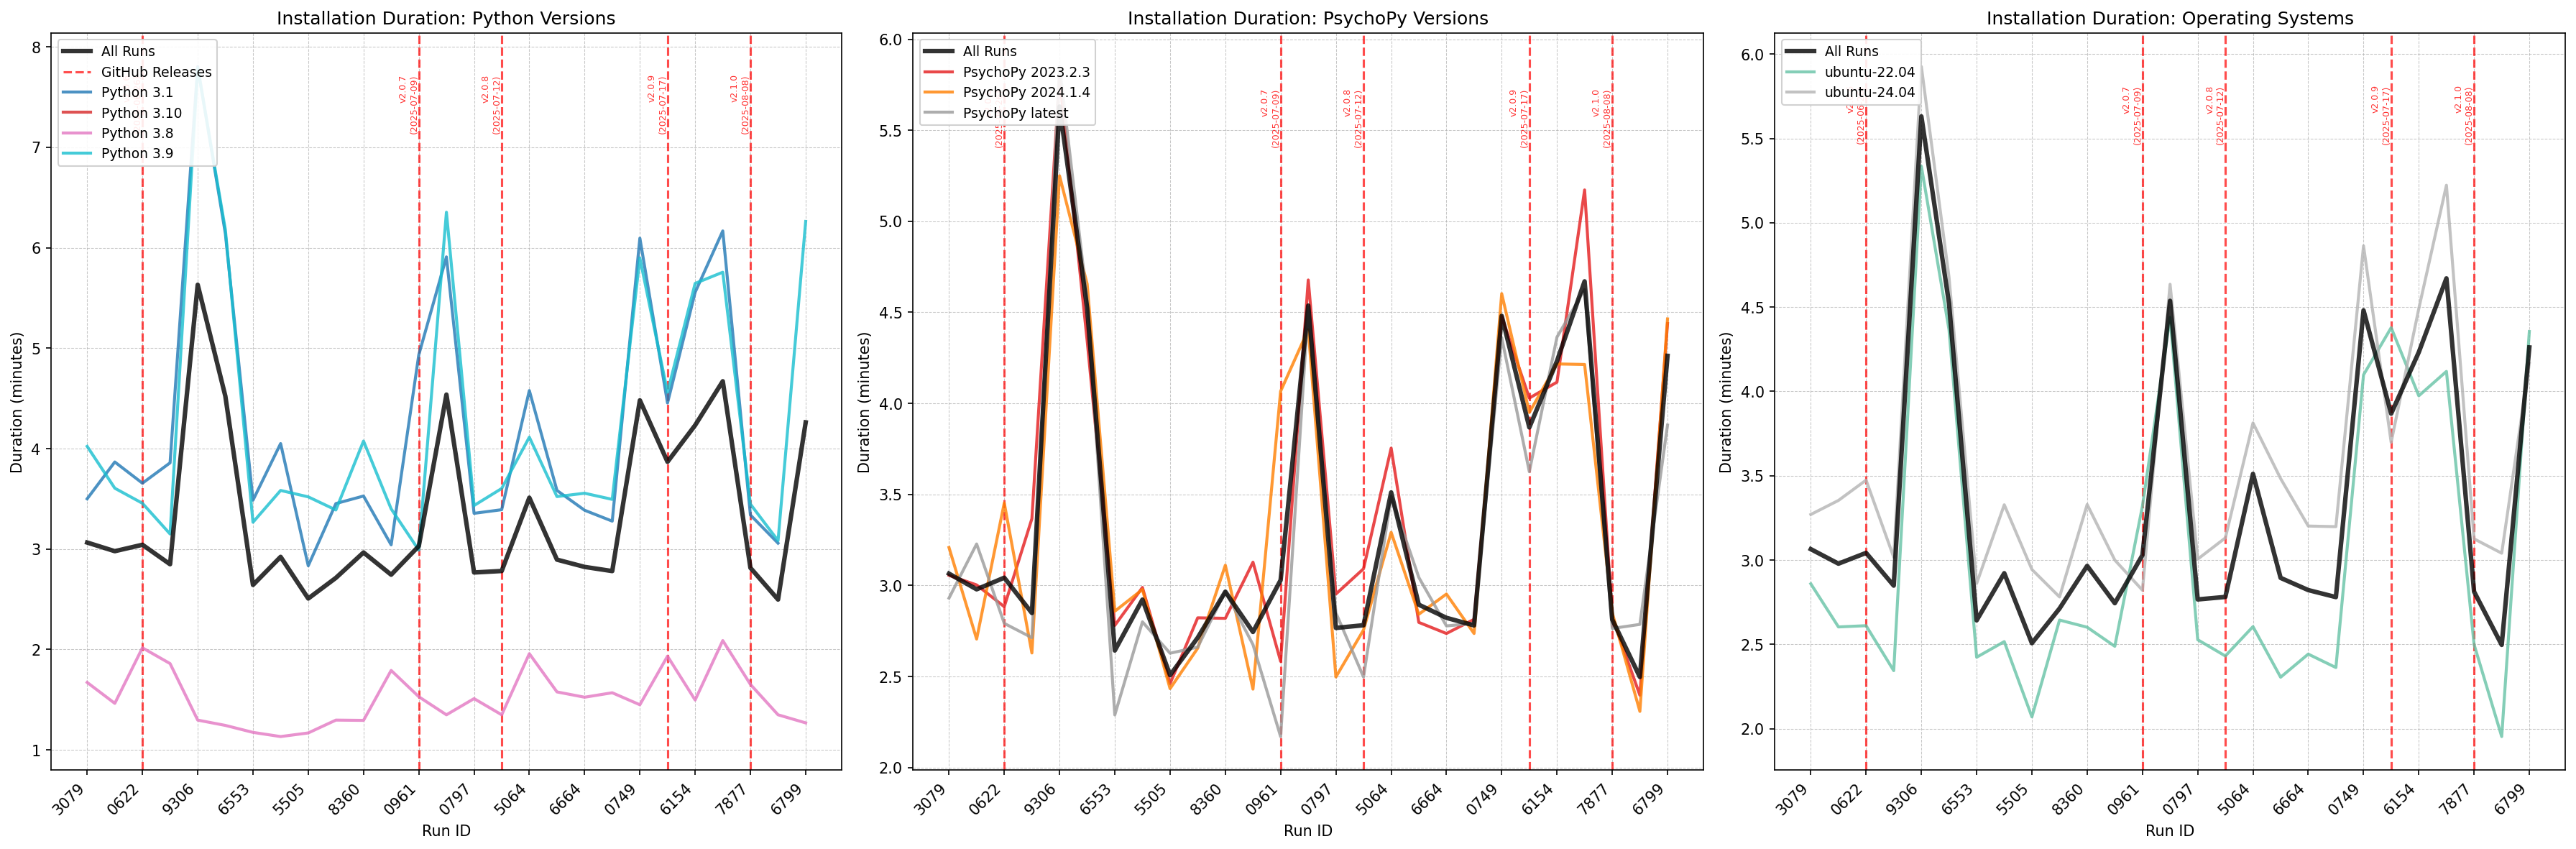 Installation Duration: Python Versions
8
7
6
5
4
3
2
1
Duration (minutes)
All Runs
GitHub Releases
Python 3.1
Python 3.10
Python 3.8
Python 3.9
v2.0.7
(2025-07-09)
v2.0.8
(2025-07-12)
v2.0.9
(2025-07-17)
v2.1.0
(2025-08-08)
3079
0622
9306
6553
5505
8360
0961
0797
5064
6664
0749
6154
7877
6799
Run ID
Installation Duration: PsychoPy Versions
6.0
5.5
5.0
4.5
4.0
3.5
3.0
2.5
2.0
Duration (minutes)
All Runs
PsychoPy 2023.2.3
PsychoPy 2024.1.4
PsychoPy latest
v2.0.7
(2025-07-09)
v2.0.8
(2025-07-12)
v2.0.9
(2025-07-17)
v2.1.0
(2025-08-08)
3079
0622
9306
6553
5505
8360
0961
0797
5064
6664
0749
6154
7877
6799
Run ID
Installation Duration: Operating Systems
6.0
5.5
5.0
4.5
4.0
3.5
3.0
2.5
2.0
Duration (minutes)
All Runs
ubuntu-22.04
ubuntu-24.04
v2.0.7
(2025-07-09)
v2.0.8
(2025-07-12)
v2.0.9
(2025-07-17)
v2.1.0
(2025-08-08)
3079
0622
9306
6553
5505
8360
0961
0797
5064
6664
0749
6154
7877
6799
Run ID